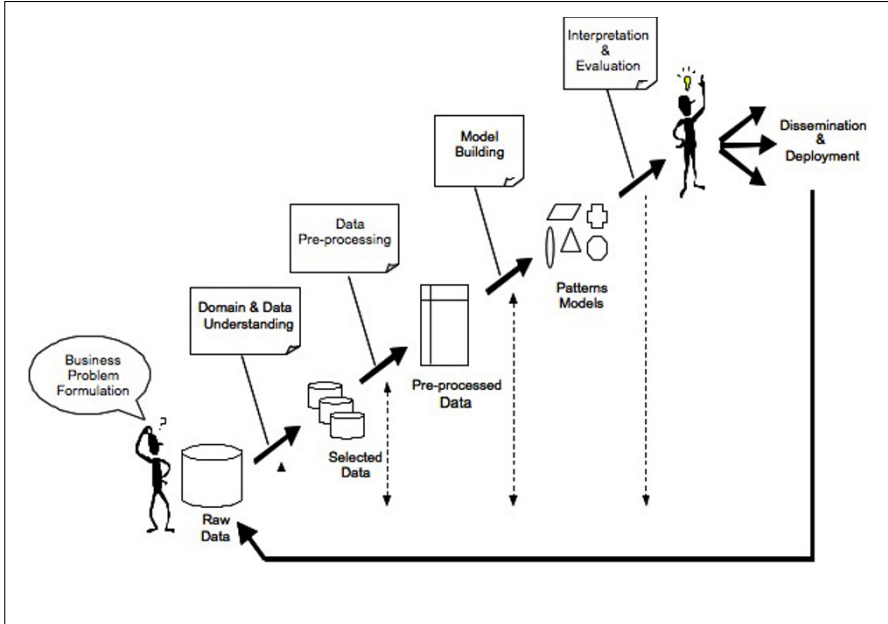 Business
Problem
Formulation
?
Raw
Data
Domain & Data
Understanding
Selected
Data
Data
Pre-processing
Pre-processed
Data
Model
Building
Patterns
Models
Interpretation
&
Evaluation
Dissemination
&
Deployment